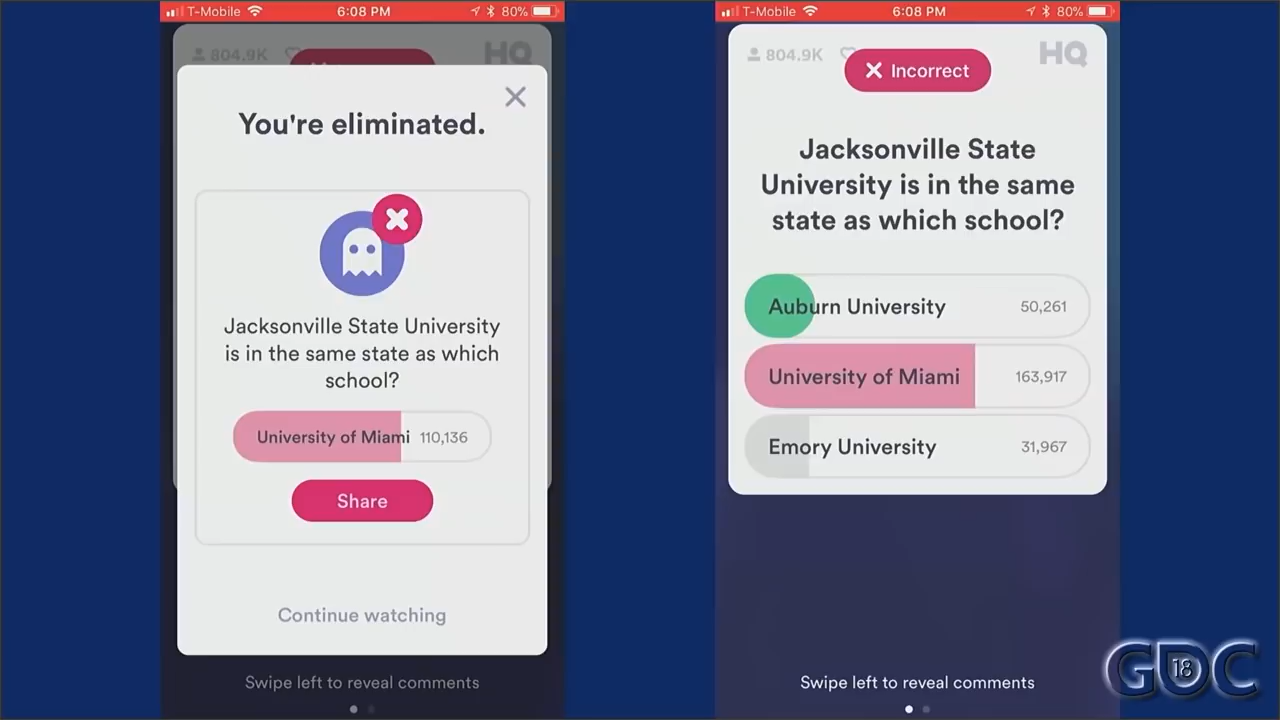 T-Mobile 6:08 PM 80%
804.9K HQ
You're eliminated.
Jacksonville State University
is in the same state as which
school?
University of Miami 110,136
Share
Continue watching
Swipe left to reveal comments
T-Mobile 6:08 PM 80%
804.9K Incorrect HQ
Jacksonville State
University is in the same
state as which school?
Auburn University 50,261
University of Miami 163,917
Emory University 31,967
Swipe left to reveal comments
GDC
18